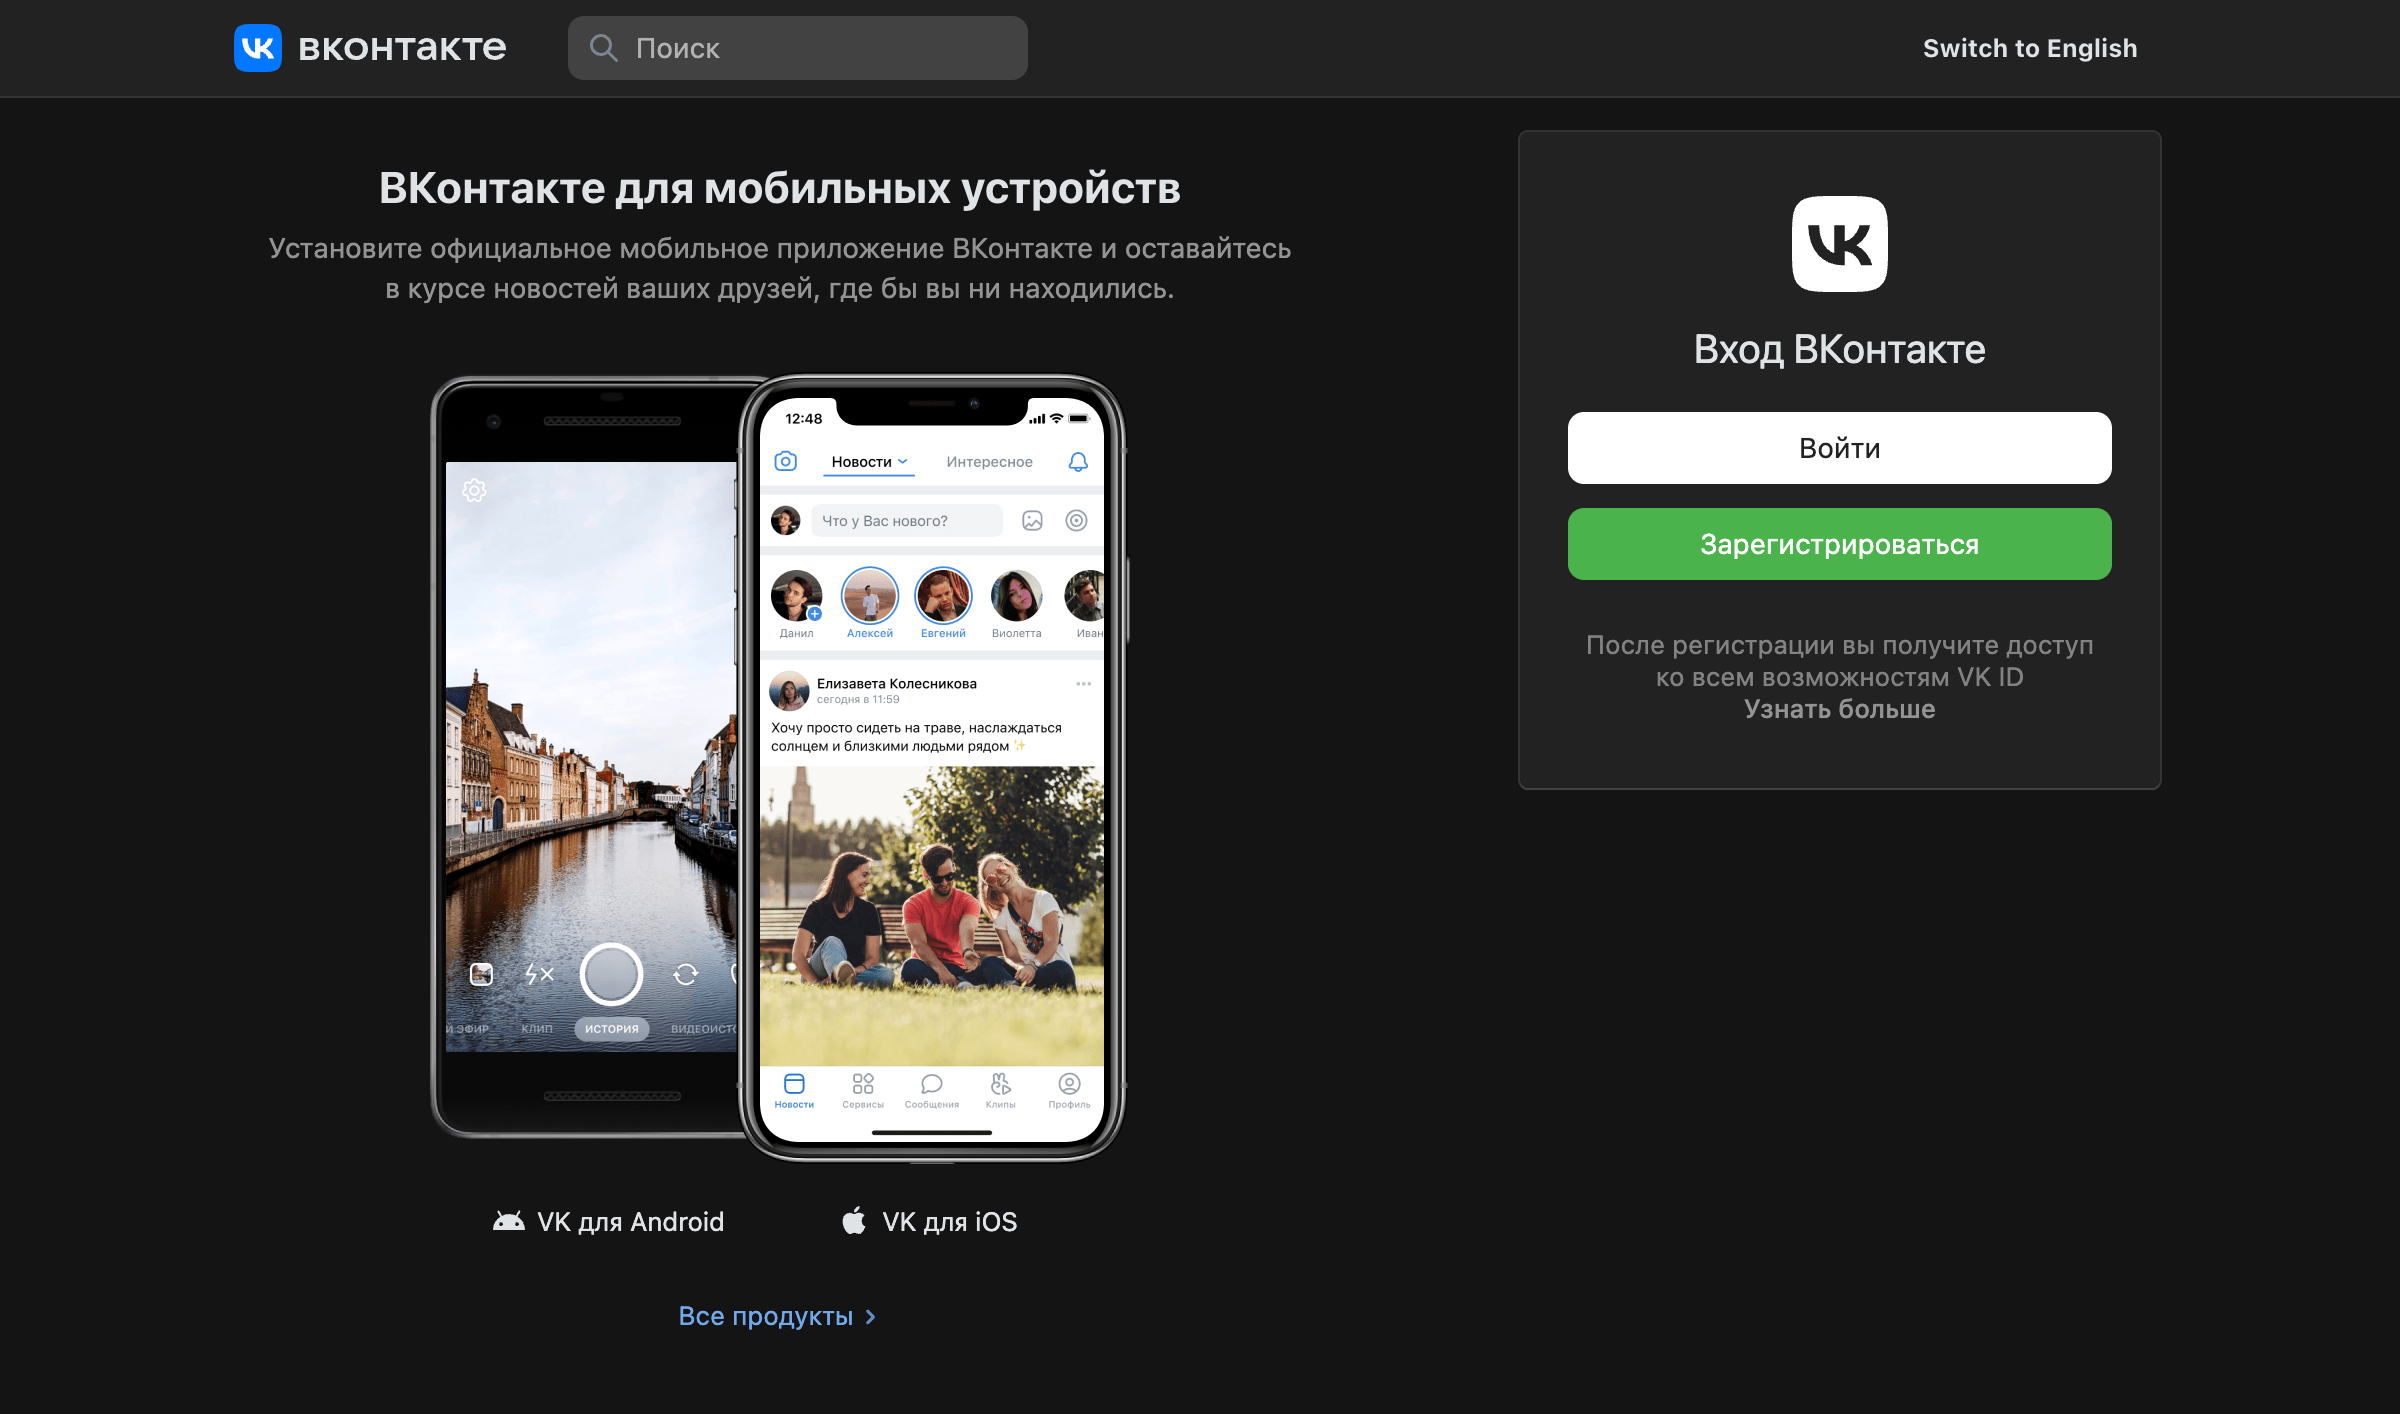 вконтакте
Поиск
Switch to English
ВКонтакте для мобильных устройств
Установите официальное мобильное приложение ВКонтакте и оставайтесь
в курсе новостей ваших друзей, где бы вы ни находились.
12:48
Новости
Интересное
Что у Вас нового?
Данил
Алексей
Евгений
Виолетта
Иван
Елизавета Колесникова
сегодня в 11:59
Хочу просто сидеть на траве, наслаждаться
солнцем и близкими людьми рядом ✨
Й ЭФИР
КЛИП
ИСТОРИЯ
ВИДЕОИСТО
Новости
Сервисы
Сообщения
Клипы
Профиль
VK для Android
VK для iOS
Все продукты
Вход ВКонтакте
Войти
Зарегистрироваться
После регистрации вы получите доступ
ко всем возможностям VK ID
Узнать больше